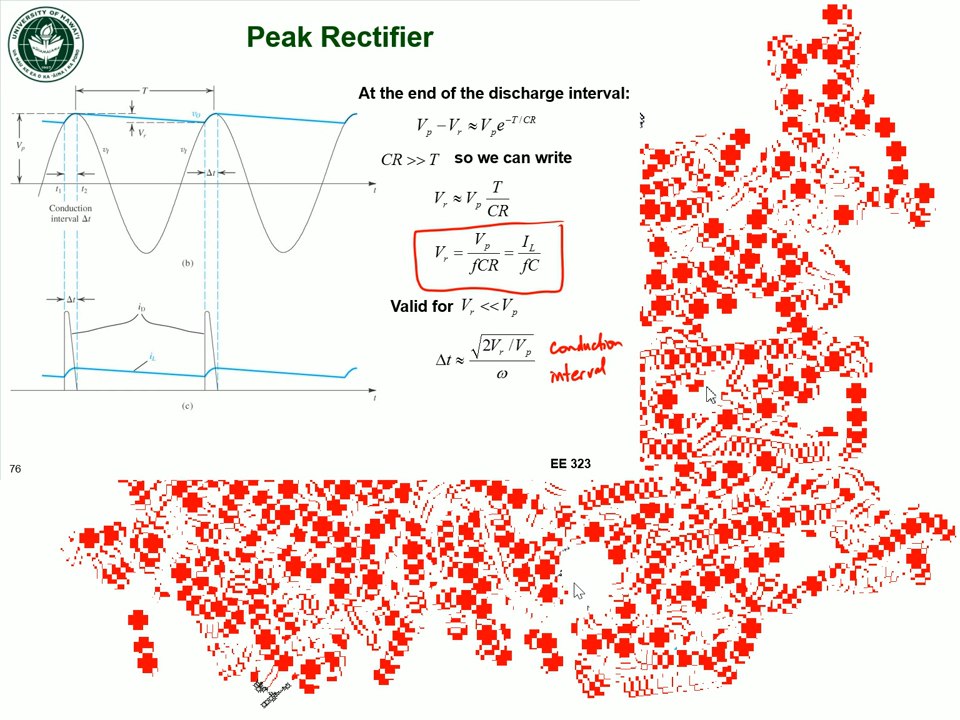 UNIVERSITY OF HAWAI'I
Peak Rectifier
T
v_O
V_r
V_p
v_I
v_I
Δt
t_1 t_2
t
Conduction
interval Δt
(b)
Δt
i_D
i_L
t
(c)
At the end of the discharge interval:
V_p − V_r ≈ V_p e^{−T/CR}
CR >> T so we can write
V_r ≈ V_p T/CR
V_r = V_p/fCR = I_L/fC
Valid for V_r << V_p
Δt ≈ √(2V_r / V_p) / ω
conduction
interval
76
EE 323